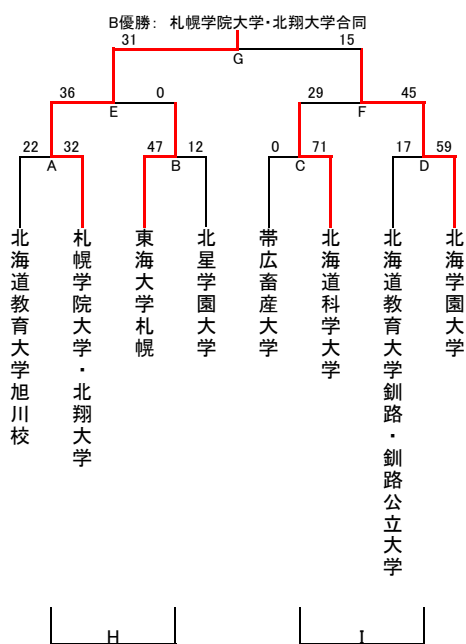 B優勝： 札幌学院大学・北翔大学合同
31 15
G
36 0 29 45
E F
22 32 47 12 0 71 17 59
A B C D
北海道教育大学旭川校
札幌学院大学・北翔大学
東海大学札幌
北星学園大学
帯広畜産大学
北海道科学大学
北海道教育大学釧路・釧路公立大学
北海学園大学
H I